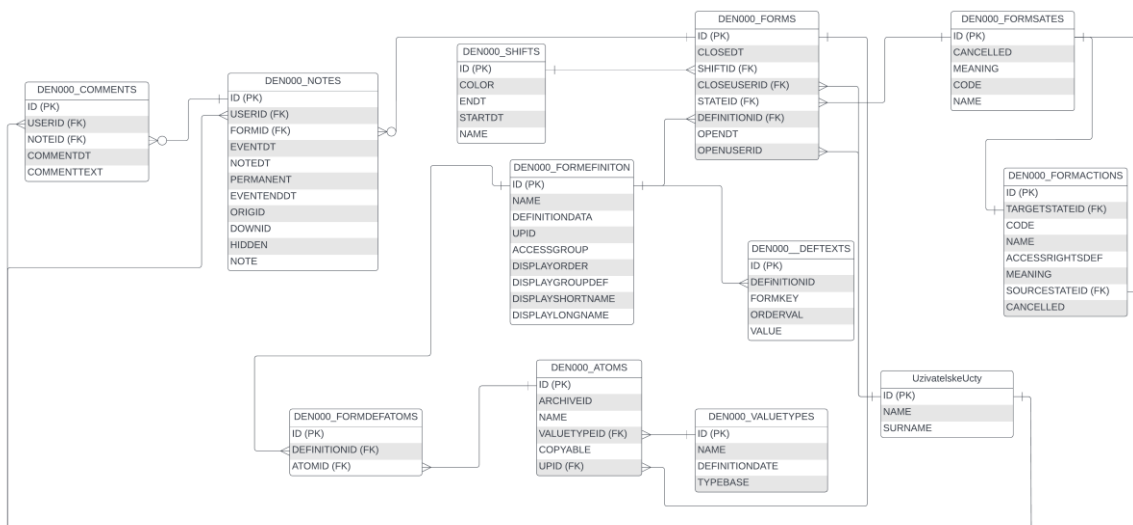 DEN000_FORMS
ID (PK)
CLOSEDT
SHIFTID (FK)
CLOSEUSERID (FK)
STATEID (FK)
DEFINITIONID (FK)
OPENDT
OPENUSERID
DEN000_FORMSATES
ID (PK)
CANCELLED
MEANING
CODE
NAME
DEN000_SHIFTS
ID (PK)
COLOR
ENDT
STARTDT
NAME
DEN000_NOTES
ID (PK)
USERID (FK)
FORMID (FK)
EVENTDT
NOTEDT
PERMANENT
EVENTENDDT
ORIGID
DOWNID
HIDDEN
NOTE
DEN000_COMMENTS
ID (PK)
USERID (FK)
NOTEID (FK)
COMMENTDT
COMMENTTEXT
DEN000_FORMEFINITON
ID (PK)
NAME
DEFINITIONDATA
UPID
ACCESSGROUP
DISPLAYORDER
DISPLAYGROUPDEF
DISPLAYSHORTNAME
DISPLAYLONGNAME
DEN000_FORMACTIONS
ID (PK)
TARGETSTATEID (FK)
CODE
NAME
ACCESSRIGHTSDEF
MEANING
SOURCESTATEID (FK)
CANCELLED
DEN000__DEFTEXTS
ID (PK)
DEFiNITIONID
FORMKEY
ORDERVAL
VALUE
DEN000_ATOMS
ID (PK)
ARCHIVEID
NAME
VALUETYPEID (FK)
COPYABLE
UPID (FK)
UzivatelskeUcty
ID (PK)
NAME
SURNAME
DEN000_FORMDEFATOMS
ID (PK)
DEFINITIONID (FK)
ATOMID (FK)
DEN000_VALUETYPES
ID (PK)
NAME
DEFINITIONDATE
TYPEBASE